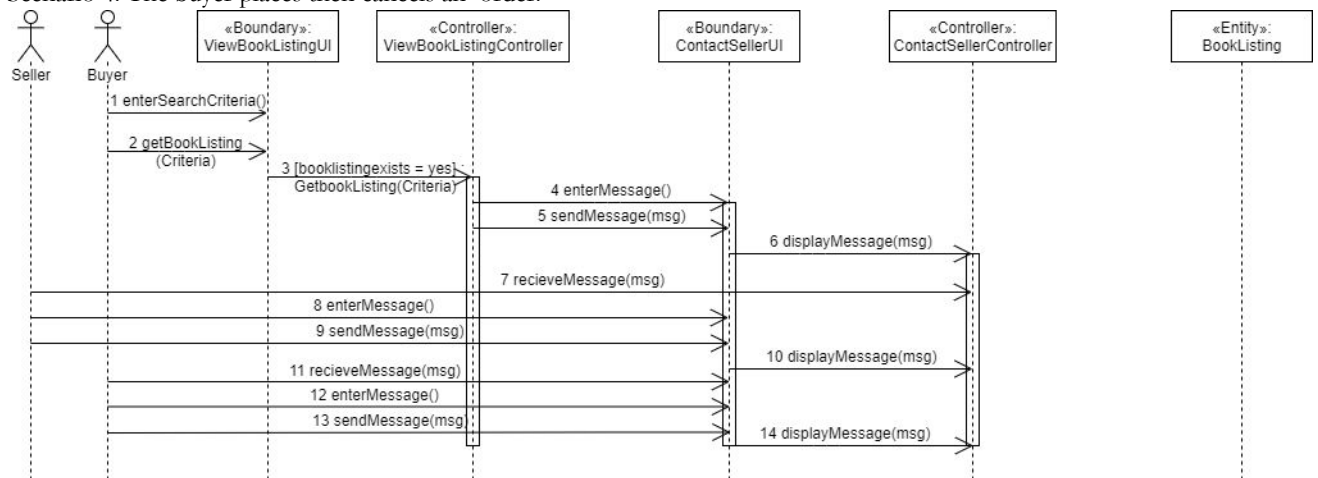 Scenario 4: The buyer places then cancels an order.
«Boundary»:
ViewBookListingUI
«Controller»:
ViewBookListingController
«Boundary»:
ContactSellerUI
«Controller»:
ContactSellerController
«Entity»:
BookListing
Seller
Buyer
1 enterSearchCriteria()
2 getBookListing
(Criteria)
3 [booklistingexists = yes] :
GetbookListing(Criteria)
4 enterMessage()
5 sendMessage(msg)
6 displayMessage(msg)
7 recieveMessage(msg)
8 enterMessage()
9 sendMessage(msg)
10 displayMessage(msg)
11 recieveMessage(msg)
12 enterMessage()
13 sendMessage(msg)
14 displayMessage(msg)